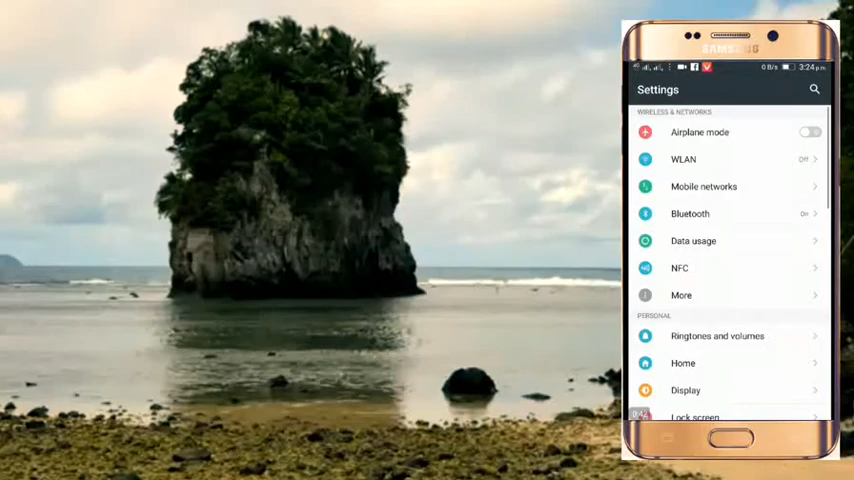 SAMSUNG
0 B/s 3:24 p.m.
Settings
WIRELESS & NETWORKS
Airplane mode
WLAN Off
Mobile networks
Bluetooth On
Data usage
NFC
More
PERSONAL
Ringtones and volumes
Home
Display
Lock screen